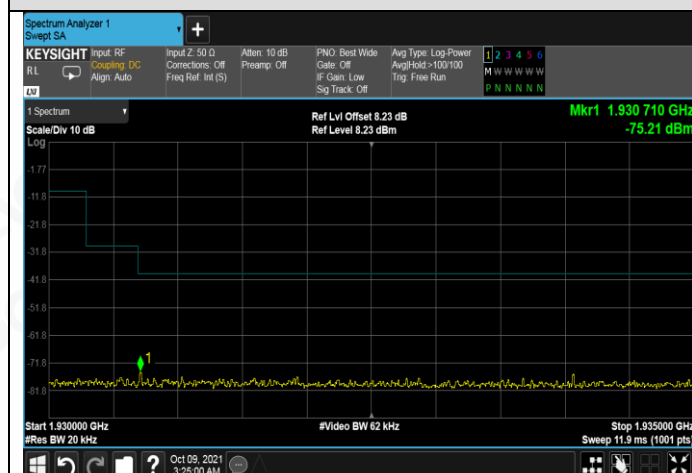 Spectrum Analyzer 1
Swept SA
+
KEYSIGHT
RL
LXI
Input: RF
Coupling: DC
Align: Auto
Input Z: 50 Ω
Corrections: Off
Freq Ref: Int (S)
Atten: 10 dB
Preamp: Off
PNO: Best Wide
Gate: Off
IF Gain: Low
Sig Track: Off
Avg Type: Log-Power
Avg|Hold:>100/100
Trig: Free Run
1 2 3 4 5 6
M W W W W W
P N N N N N
1 Spectrum
Scale/Div 10 dB
Ref Lvl Offset 8.23 dB
Ref Level 8.23 dBm
Mkr1 1.930 710 GHz
-75.21 dBm
Log
-1.77
-11.8
-21.8
-31.8
-41.8
-51.8
-61.8
-71.8
-81.8
1
Start 1.930000 GHz
#Res BW 20 kHz
#Video BW 62 kHz
Stop 1.935000 GHz
Sweep 11.9 ms (1001 pts)
?
Oct 09, 2021
3:25:00 AM